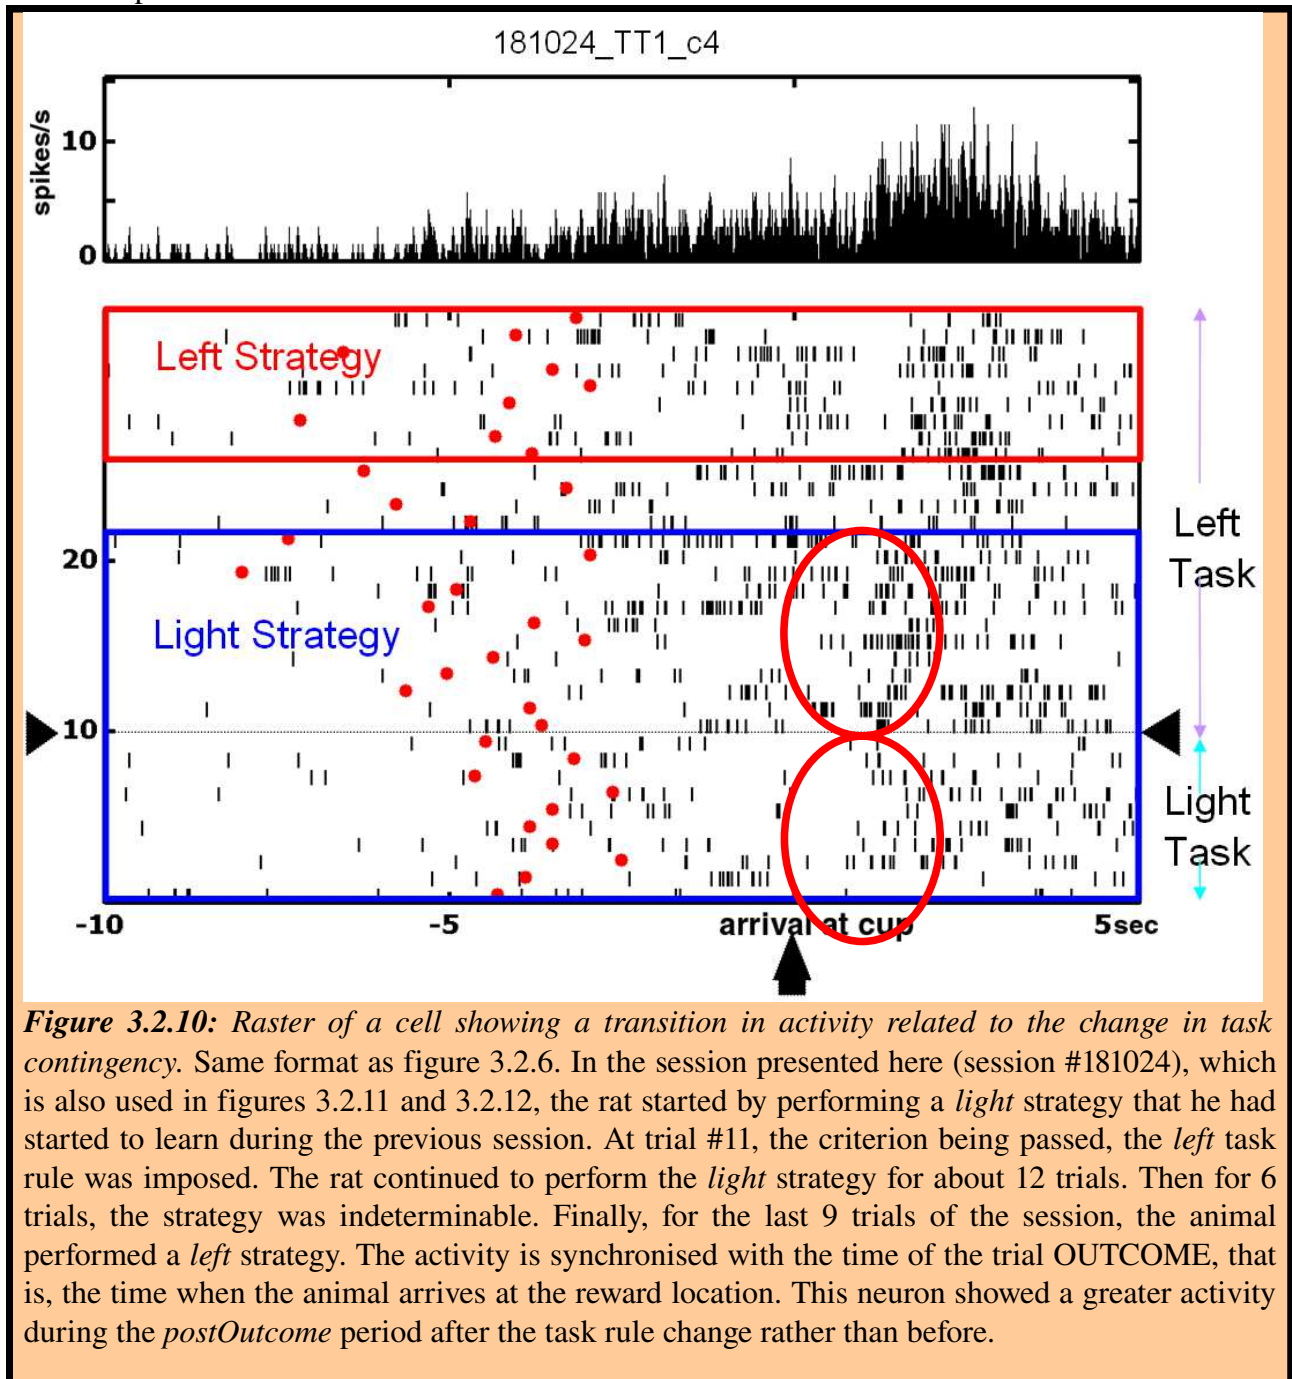 181024_TT1_c4
spikes/s
10
0
Left Strategy
20
Left
Task
Light Strategy
10
Light
Task
-10
-5
arrival at cup
5sec
Figure 3.2.10: Raster of a cell showing a transition in activity related to the change in task
contingency. Same format as figure 3.2.6. In the session presented here (session #181024), which
is also used in figures 3.2.11 and 3.2.12, the rat started by performing a light strategy that he had
started to learn during the previous session. At trial #11, the criterion being passed, the left task
rule was imposed. The rat continued to perform the light strategy for about 12 trials. Then for 6
trials, the strategy was indeterminable. Finally, for the last 9 trials of the session, the animal
performed a left strategy. The activity is synchronised with the time of the trial OUTCOME, that
is, the time when the animal arrives at the reward location. This neuron showed a greater activity
during the postOutcome period after the task rule change rather than before.